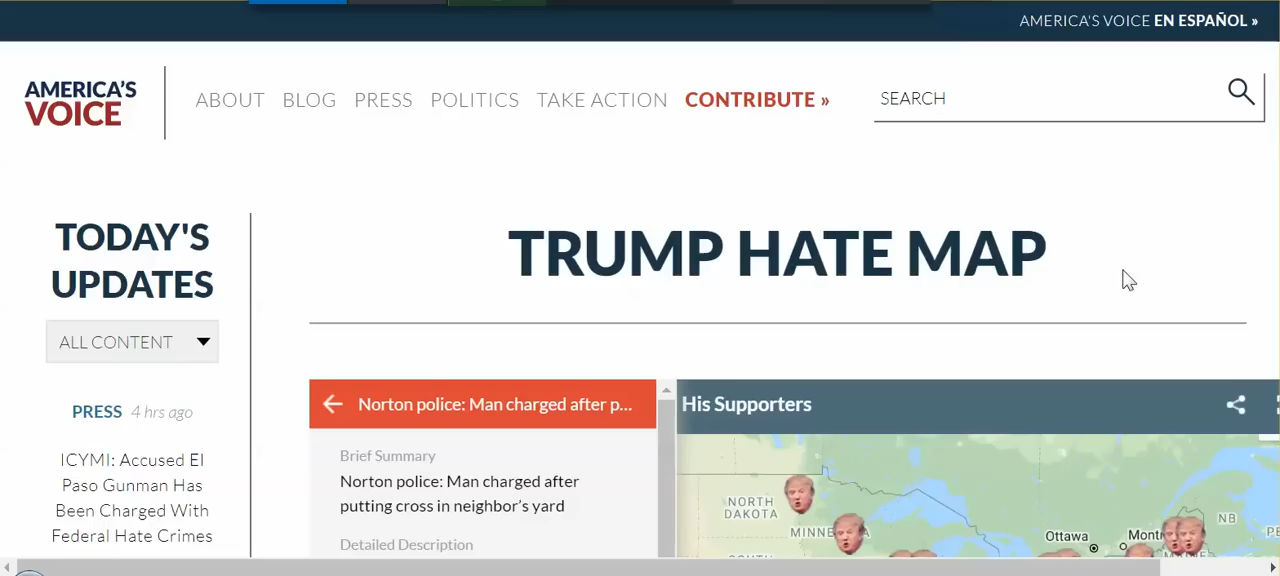 AMERICA'S VOICE EN ESPAÑOL »
AMERICA'S
VOICE
ABOUT BLOG PRESS POLITICS TAKE ACTION CONTRIBUTE » SEARCH
TODAY'S
UPDATES
ALL CONTENT
PRESS 4 hrs ago
ICYMI: Accused El
Paso Gunman Has
Been Charged With
Federal Hate Crimes
TRUMP HATE MAP
Norton police: Man charged after p...
Brief Summary
Norton police: Man charged after
putting cross in neighbor’s yard
Detailed Description
His Supporters
NORTH
DAKOTA
MINNE
Ottawa
Mont
NB